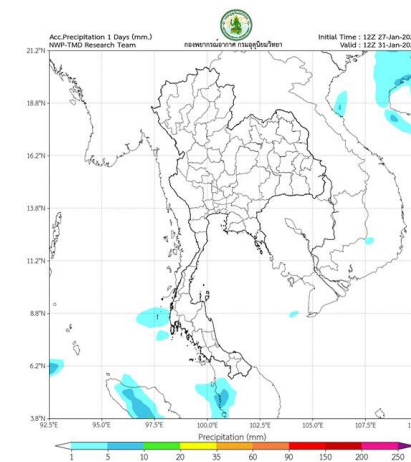 Acc.Precipitation 1 Days (mm.)
Initial Time : 12Z 27-Jan-202
NWP-TMD Research Team
กองพยากรณ์อากาศ กรมอุตุนิยมวิทยา
Valid : 12Z 31-Jan-202
21.2°N
18.8°N
16.2°N
13.8°N
11.2°N
8.8°N
6.2°N
3.8°N
92.5°E 95.0°E 97.5°E 100.0°E 102.5°E 105.0°E 107.5°E
Precipitation (mm)
1 5 10 20 35 60 90 150 200 250